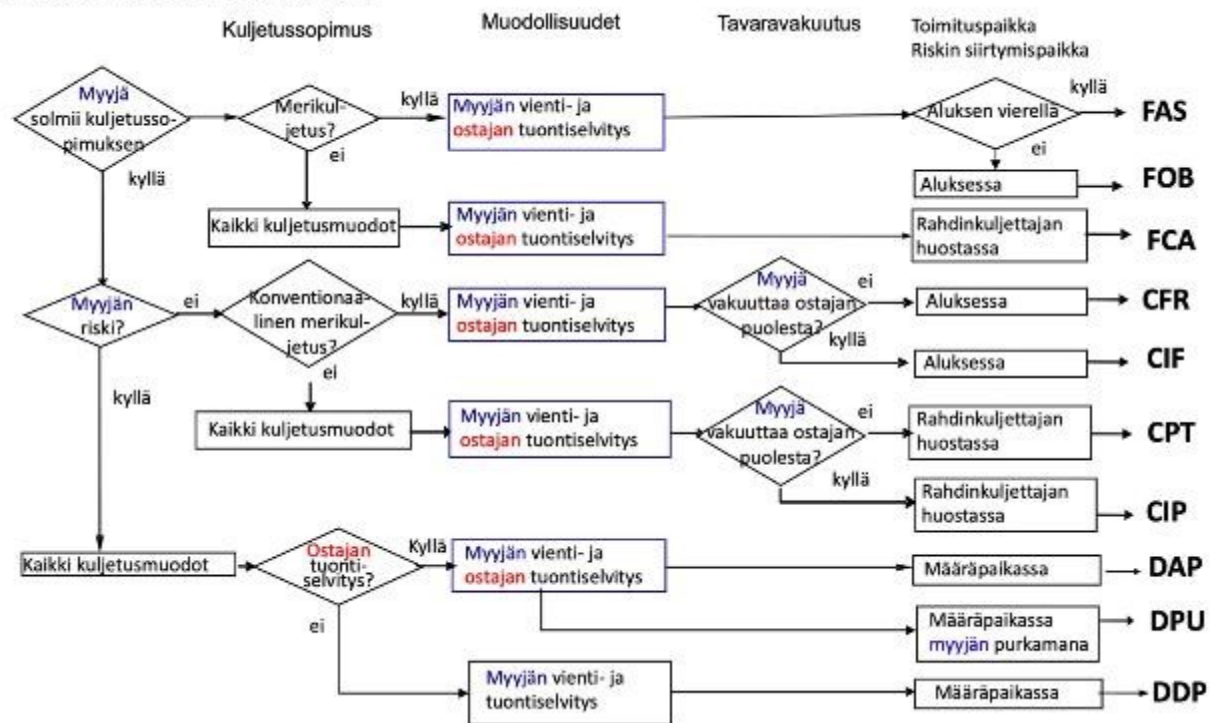 Kuljetussopimus
Muodollisuudet
Tavaravakuutus
Toimituspaikka
Riskin siirtymispaikka
Myyjä
solmii kuljetusso-
pimuksen
kyllä
Merikul-
jetus?
kyllä
ei
Myyjän vienti- ja
ostajan tuontiselvitys
Aluksen vierellä
kyllä
ei
FAS
Aluksessa
FOB
Kaikki kuljetusmuodot
Myyjän vienti- ja
ostajan tuontiselvitys
Rahdinkuljettajan
huostassa
FCA
Myyjän
riski?
ei
kyllä
Konventionaa-
linen merikul-
jetus?
kyllä
ei
Myyjän vienti- ja
ostajan tuontiselvitys
Myyjä
vakuuttaa ostajan
puolesta?
ei
kyllä
Aluksessa
CFR
Aluksessa
CIF
Kaikki kuljetusmuodot
Myyjän vienti- ja
ostajan tuontiselvitys
Myyjä
vakuuttaa ostajan
puolesta?
ei
kyllä
Rahdinkuljettajan
huostassa
CPT
Rahdinkuljettajan
huostassa
CIP
Kaikki kuljetusmuodot
Ostajan
tuonti-
selvitys?
Kyllä
ei
Myyjän vienti- ja
ostajan tuontiselvitys
Määräpaikassa
DAP
Määräpaikassa
myyjän purkamana
DPU
Myyjän vienti- ja
tuontiselvitys
Määräpaikassa
DDP